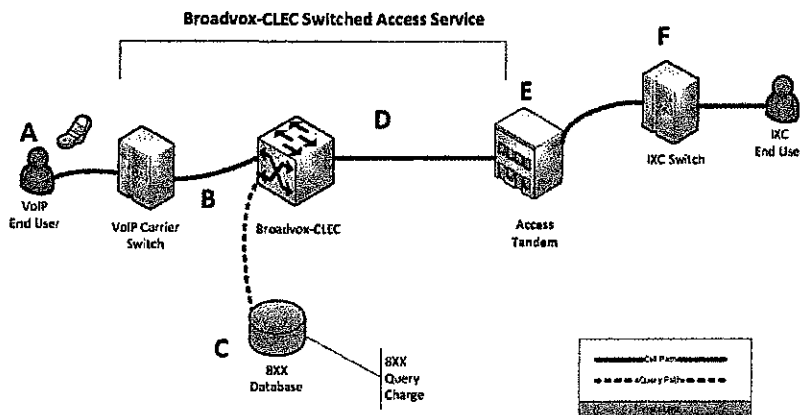 Broadvox-CLEC Switched Access Service
A
VoIP
End User
VoIP Carrier
Switch
B
Broadvox-CLEC
C
8XX
Database
8XX
Query
Charge
D
E
Access
Tandem
F
IXC Switch
IXC
End Use
Call Path
Query Path